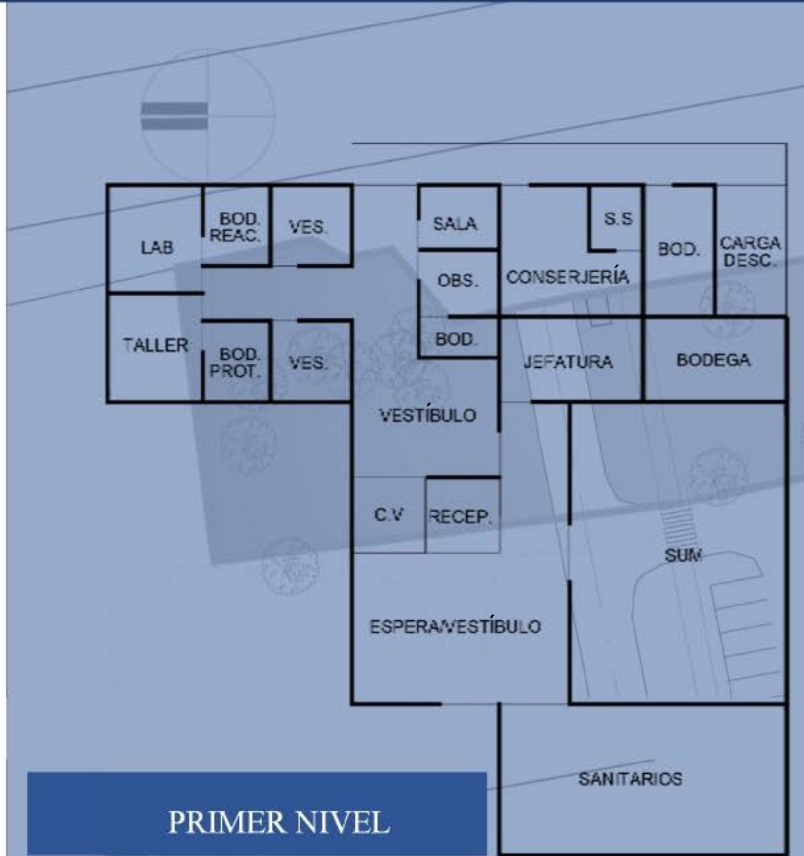 LAB
BOD.
REAC.
VES.
SALA
S.S
BOD.
CARGA
DESC.
OBS.
CONSERJERÍA
TALLER
BOD.
PROT.
VES.
BOD.
JEFATURA
BODEGA
VESTÍBULO
C.V
RECEP.
SUM
ESPERA/VESTÍBULO
SANITARIOS
PRIMER NIVEL